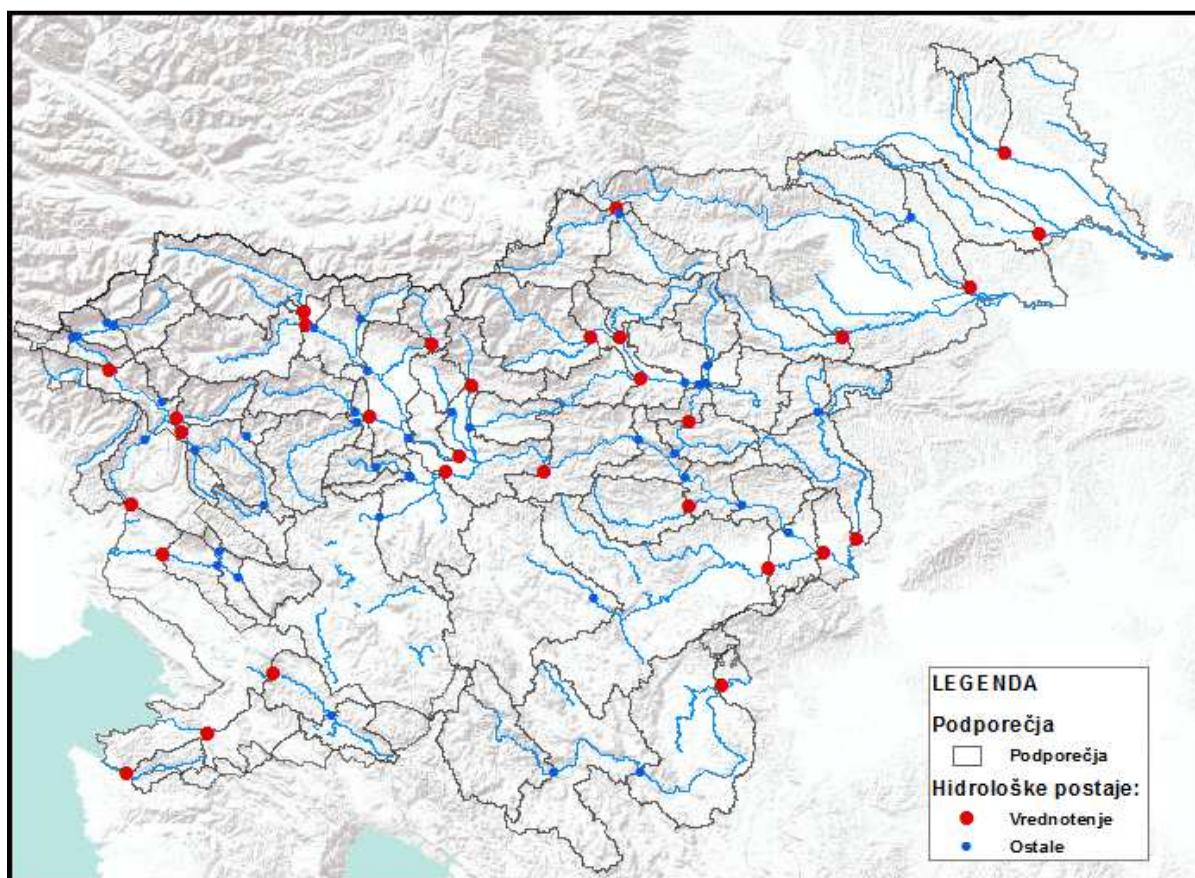 LEGENDA
Podporečja
Podporečja
Hidrološke postaje:
Vrednotenje
Ostale